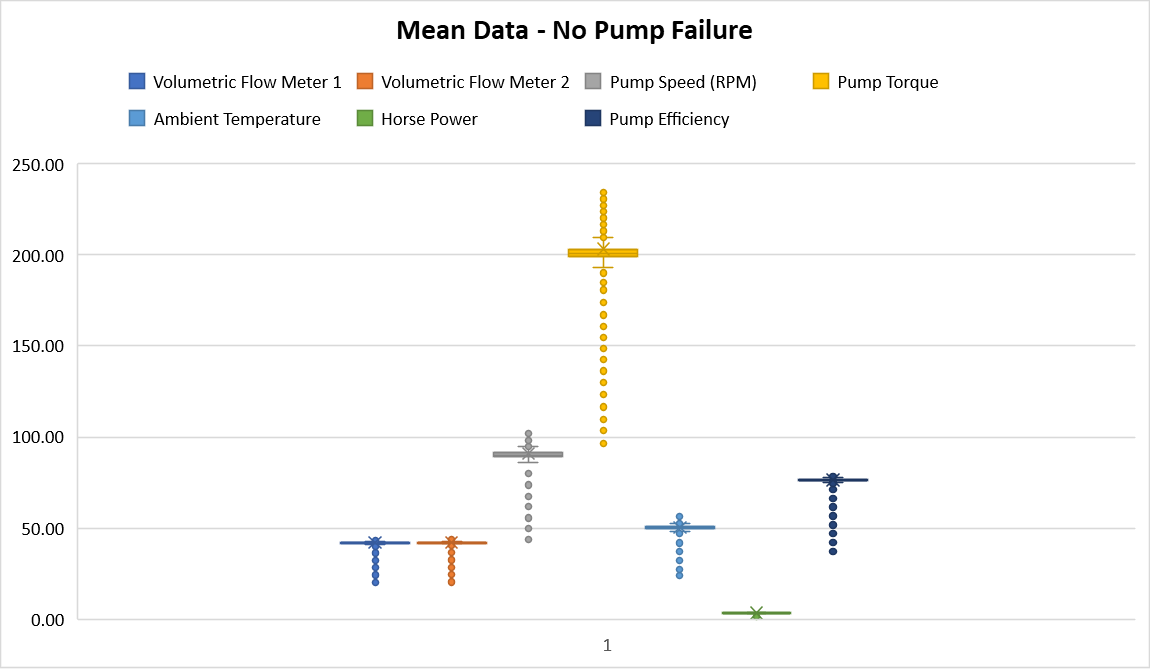 Mean Data - No Pump Failure
Volumetric Flow Meter 1 Volumetric Flow Meter 2 Pump Speed (RPM) Pump Torque
Ambient Temperature Horse Power Pump Efficiency
250.00
200.00
150.00
100.00
50.00
0.00
1